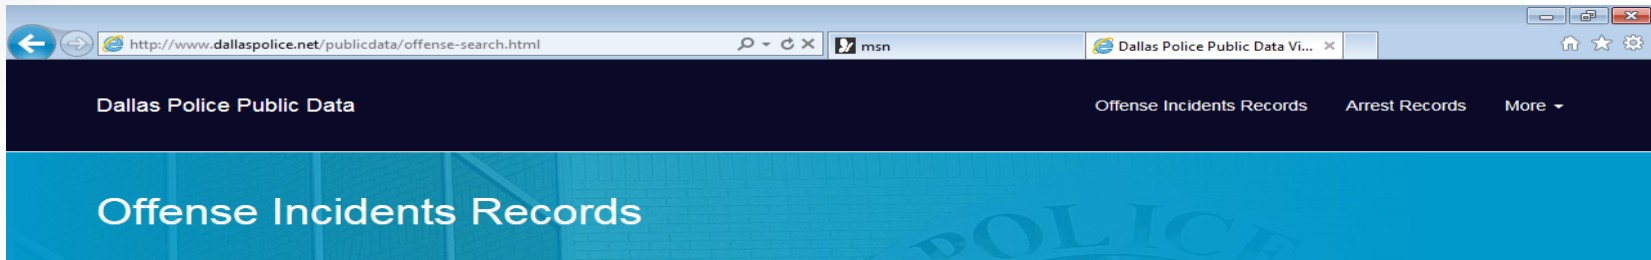 http://www.dallaspolice.net/publicdata/offense-search.html
msn
Dallas Police Public Data Vi...
Dallas Police Public Data
Offense Incidents Records
Arrest Records
More
Offense Incidents Records
POLICE